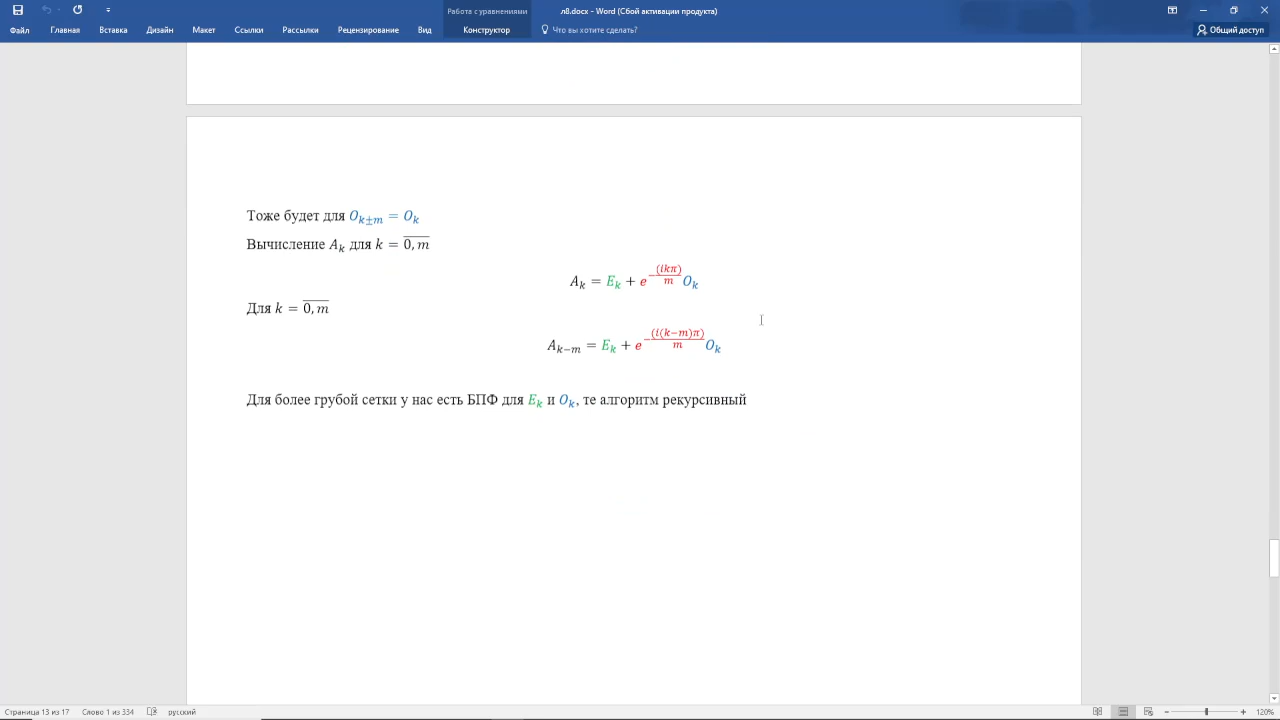 Работа с уравнениями
л8.docx - Word (Сбой активации продукта)
Файл Главная Вставка Дизайн Макет Ссылки Рассылки Рецензирование Вид Конструктор Что вы хотите сделать? Общий доступ
Тоже будет для O_{k±m} = O_k
Вычисление A_k для k = \overline{0, m}
A_k = E_k + e^{-\frac{(ikπ)}{m}} O_k
Для k = \overline{0, m}
A_{k−m} = E_k + e^{-\frac{(i(k−m)π)}{m}} O_k
Для более грубой сетки у нас есть БПФ для E_k и O_k, те алгоритм рекурсивный
Страница 13 из 17 Слово 1 из 334 русский 120%